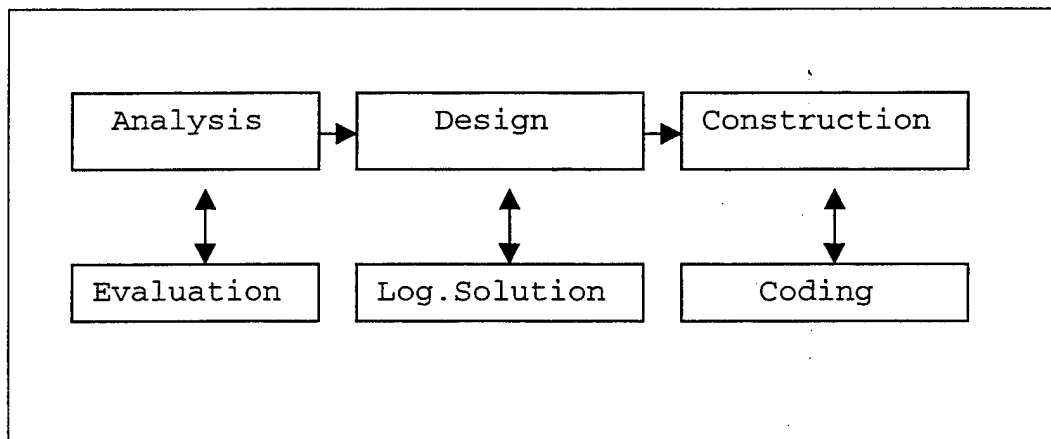 Analysis
Design
Construction
Evaluation
Log.Solution
Coding